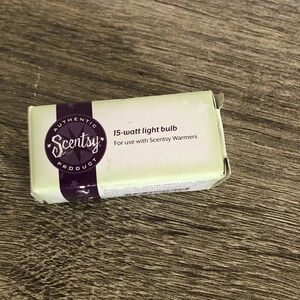 AUTHENTIC
Scentsy
PRODUCT
15-watt light bulb
For use with Scentsy Warmers